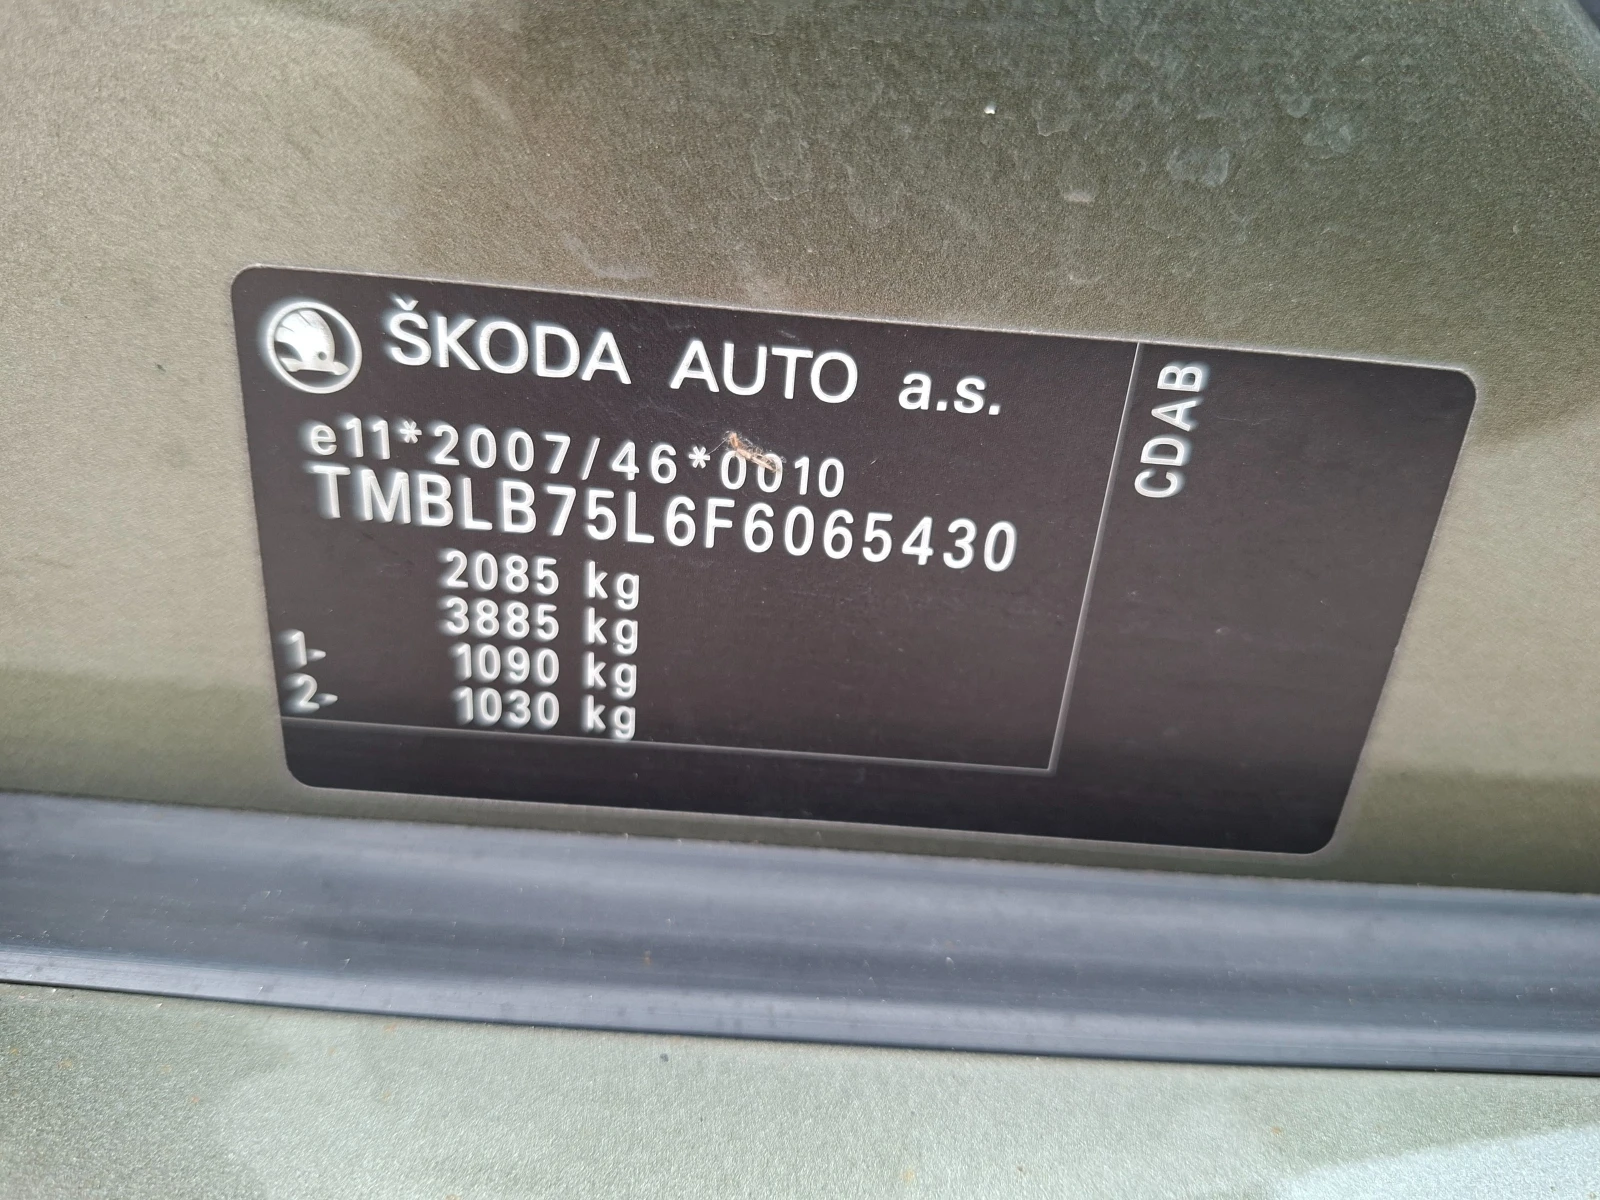 ŠKODA AUTO a.s.
e11*2007/46*0010
TMBLB75L6F6065430
2085 kg
3885 kg
1- 1090 kg
2- 1030 kg
CDAB